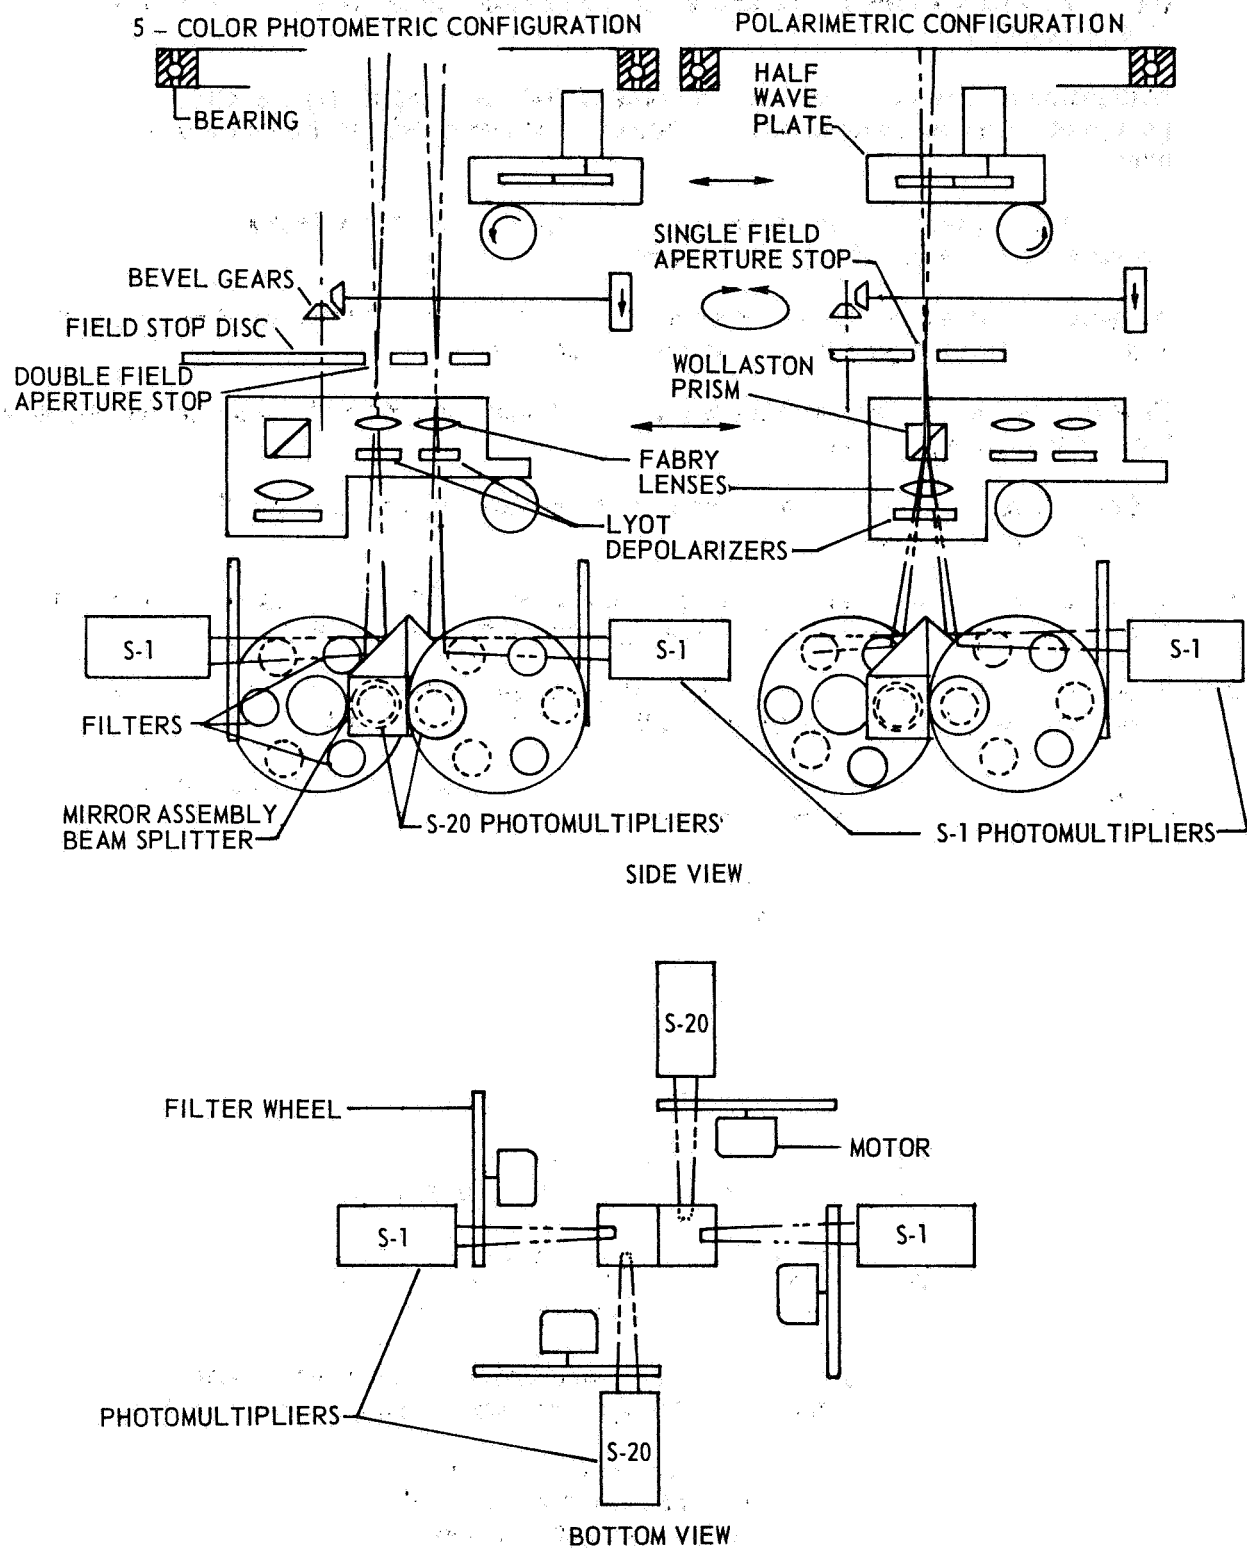 5 – COLOR PHOTOMETRIC CONFIGURATION
POLARIMETRIC CONFIGURATION
BEARING
HALF
WAVE
PLATE
SINGLE FIELD
APERTURE STOP
BEVEL GEARS
FIELD STOP DISC
DOUBLE FIELD
APERTURE STOP
WOLLASTON
PRISM
FABRY
LENSES
LYOT
DEPOLARIZERS
S-1
S-1
S-1
FILTERS
MIRROR ASSEMBLY
BEAM SPLITTER
S-20 PHOTOMULTIPLIERS
S-1 PHOTOMULTIPLIERS
SIDE VIEW
S-20
FILTER WHEEL
MOTOR
S-1
S-1
PHOTOMULTIPLIERS
S-20
BOTTOM VIEW